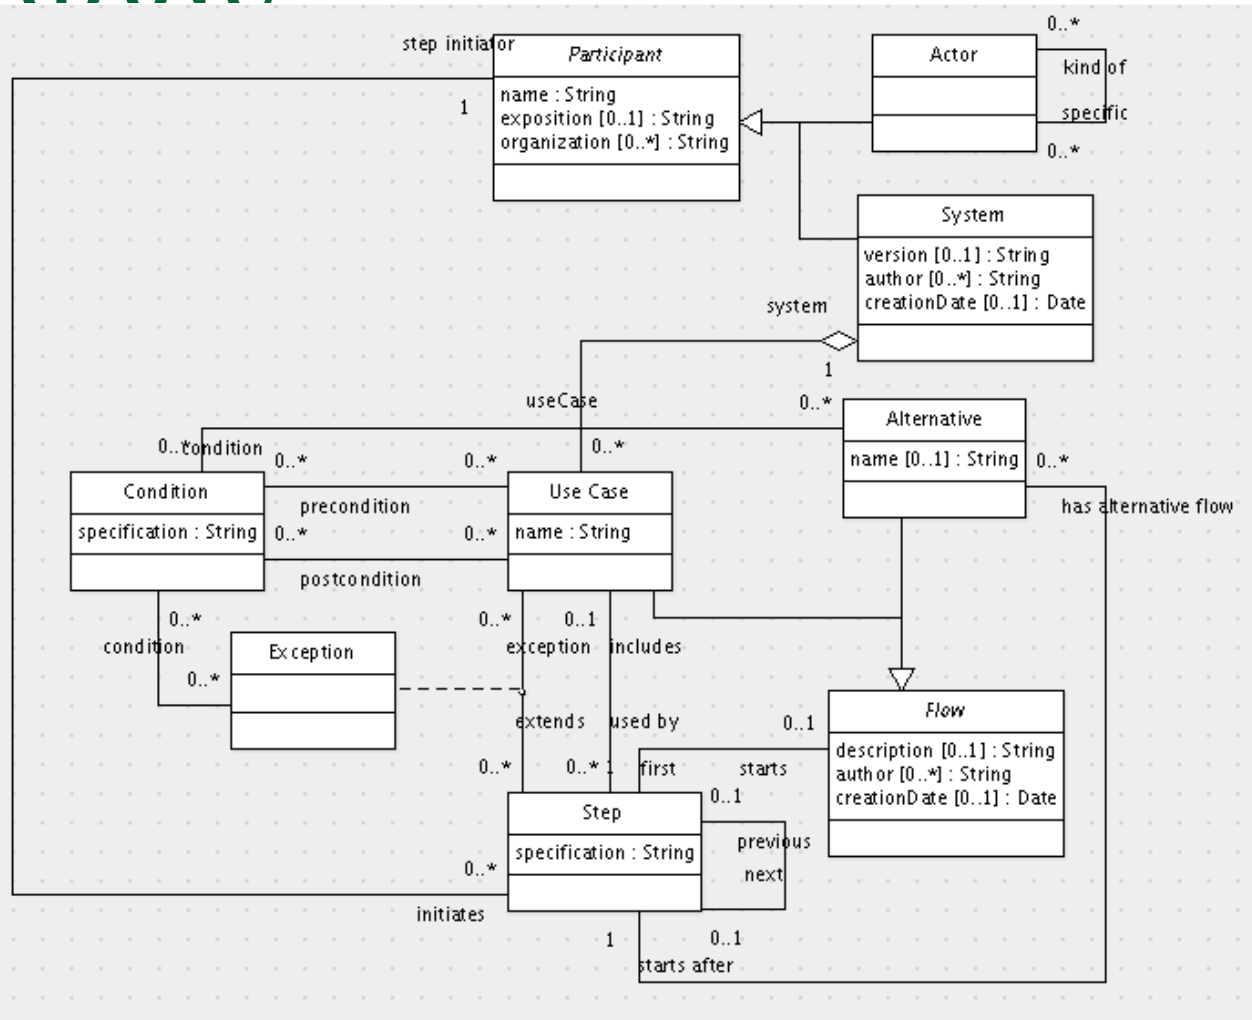 0..*
step initiator
Participant
Actor
kind of
name : String
exposition [0..1] : String
organization [0..*] : String
1
specific
0..*
System
version [0..1] : String
author [0..*] : String
creationDate [0..1] : Date
system
1
useCase
0..*
Alternative
name [0..1] : String
0..*
condition
0..*
0..*
0..*
0..*
Condition
precondition
Use Case
has alternative flow
specification : String
0..*
0..*
name : String
postcondition
0..*
0..*
0..1
condition
Exception
exception
includes
0..*
extends
used by
0..1
Flow
description [0..1] : String
author [0..*] : String
creationDate [0..1] : Date
0..*
0..*
1
first
starts
0..1
Step
specification : String
previous
next
0..*
initiates
1
0..1
starts after